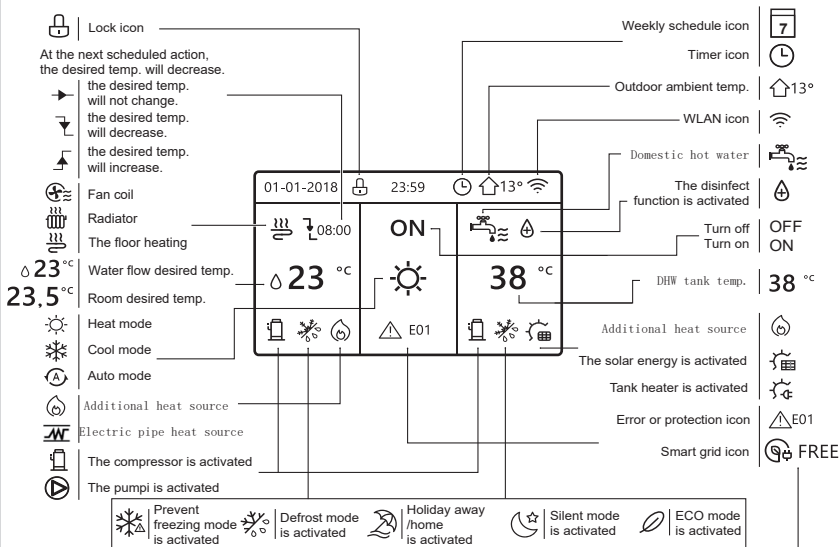 Lock icon
At the next scheduled action,
the desired temp. will decrease.
the desired temp.
will not change.
the desired temp.
will decrease.
the desired temp.
will increase.
Fan coil
Radiator
The floor heating
23°C
Water flow desired temp.
23,5°C
Room desired temp.
Heat mode
Cool mode
A
Auto mode
Additional heat source
Electric pipe heat source
The compressor is activated
The pumpi is activated
01-01-2018
23:59
13°
08:00
ON
23 °C
38 °C
E01
Weekly schedule icon
7
Timer icon
Outdoor ambient temp.
13°
WLAN icon
Domestic hot water
The disinfect
function is activated
Turn off
OFF
Turn on
ON
DHW tank temp.
38 °C
Additional heat source
The solar energy is activated
Tank heater is activated
Error or protection icon
E01
Smart grid icon
FREE
Prevent
freezing mode
is activated
Defrost mode
is activated
Holiday away
/home
is activated
Silent mode
is activated
ECO mode
is activated